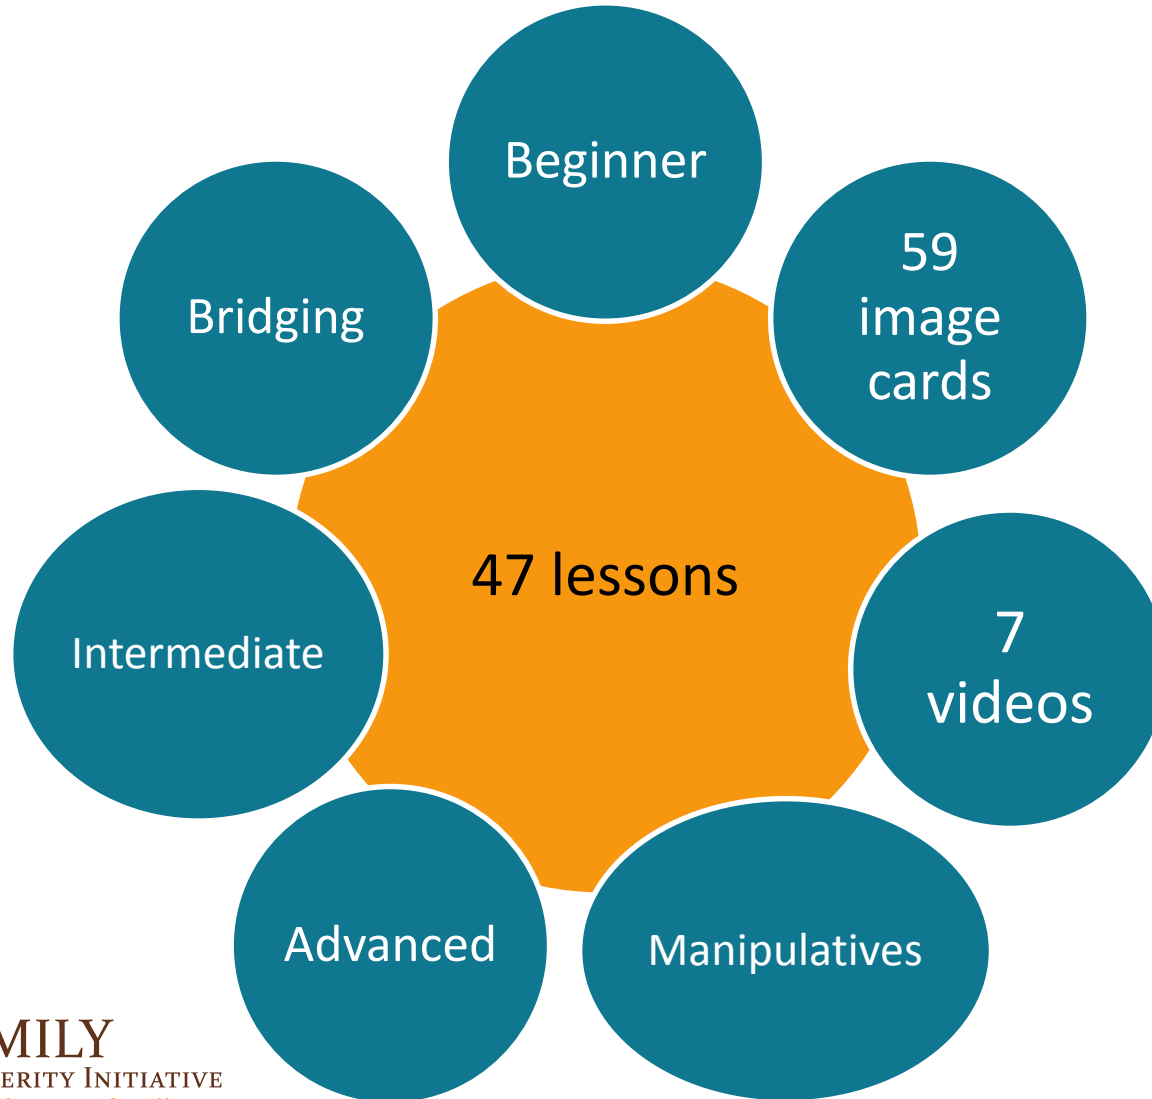 Beginner
59
image
cards
Bridging
47 lessons
7
videos
Intermediate
Advanced
Manipulatives
MILY
ERITY INITIATIVE